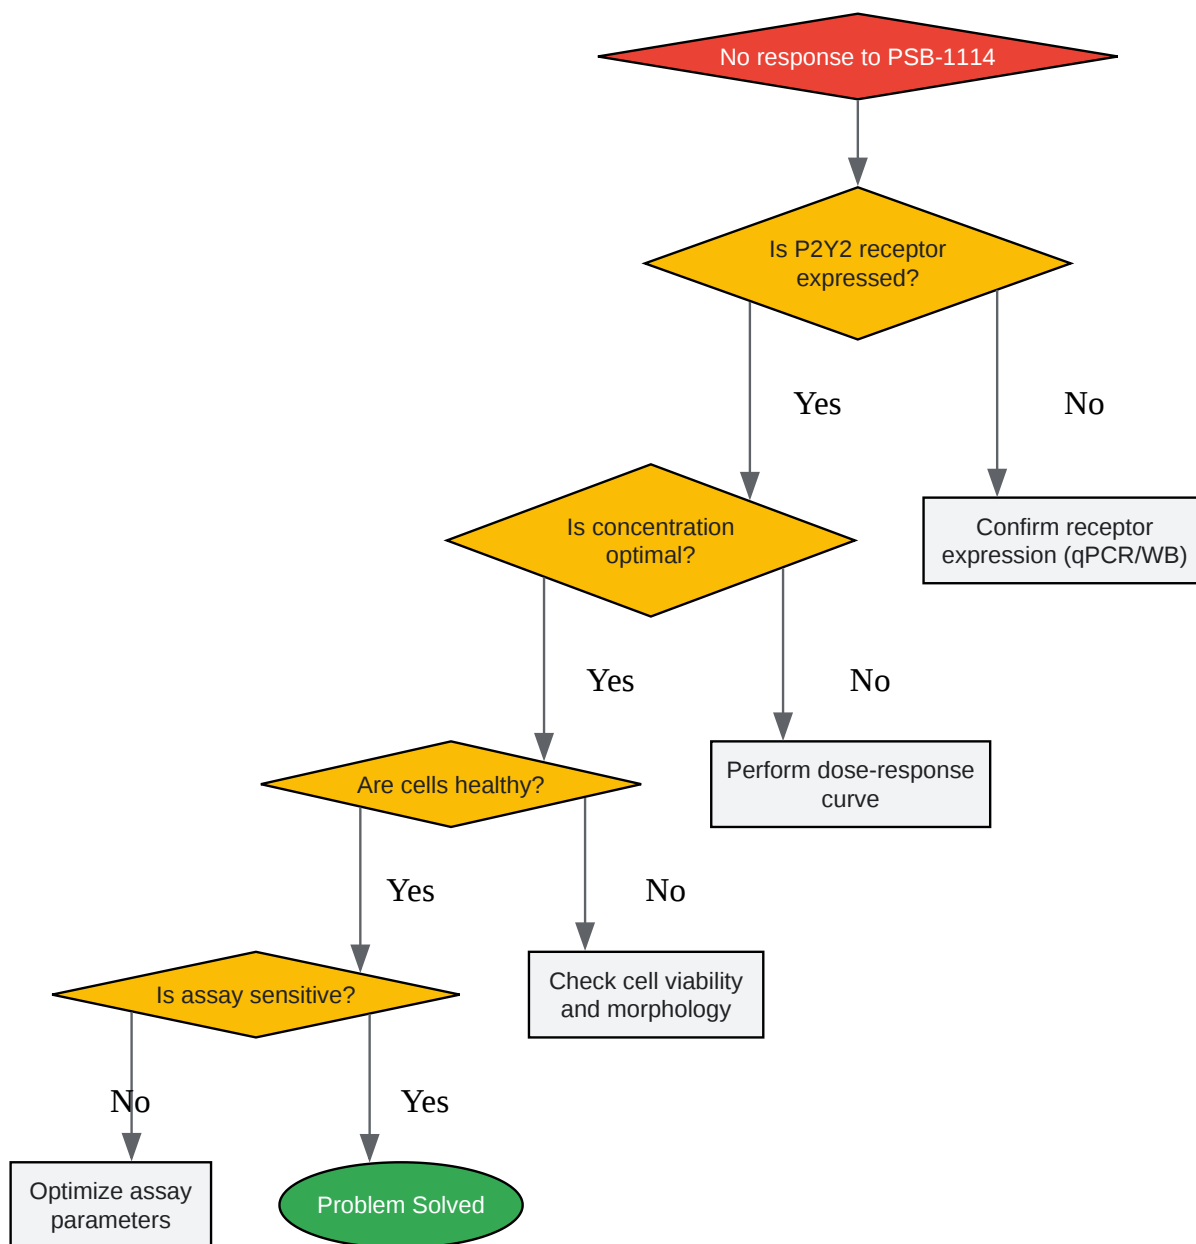 No response to PSB-1114
Is P2Y2 receptor
expressed?
Yes
No
Is concentration
optimal?
Confirm receptor
expression (qPCR/WB)
Yes
No
Are cells healthy?
Perform dose-response
curve
Yes
No
Is assay sensitive?
Check cell viability
and morphology
No
Yes
Optimize assay
parameters
Problem Solved